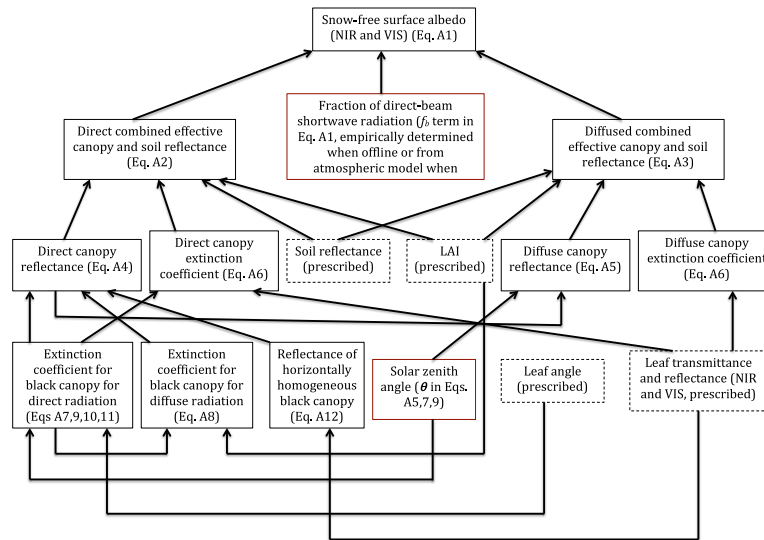 Snow-free surface albedo
(NIR and VIS) (Eq. A1)
Fraction of direct-beam
shortwave radiation (fb term in
Eq. A1, empirically determined
when offline or from
atmospheric model when
Direct combined effective
canopy and soil reflectance
(Eq. A2)
Diffused combined
effective canopy and soil
reflectance (Eq. A3)
Direct canopy
reflectance (Eq. A4)
Direct canopy
extinction
coefficient (Eq. A6)
Soil reflectance
(prescribed)
LAI
(prescribed)
Diffuse canopy
reflectance (Eq. A5)
Diffuse canopy
extinction coefficient
(Eq. A6)
Extinction
coefficient for
black canopy for
direct radiation
(Eqs A7,9,10,11)
Extinction
coefficient for
black canopy for
diffuse radiation
(Eq. A8)
Reflectance of
horizontally
homogeneous
black canopy
(Eq. A12)
Solar zenith
angle (θ in Eqs.
A5,7,9)
Leaf angle
(prescribed)
Leaf transmittance
and reflectance (NIR
and VIS, prescribed)